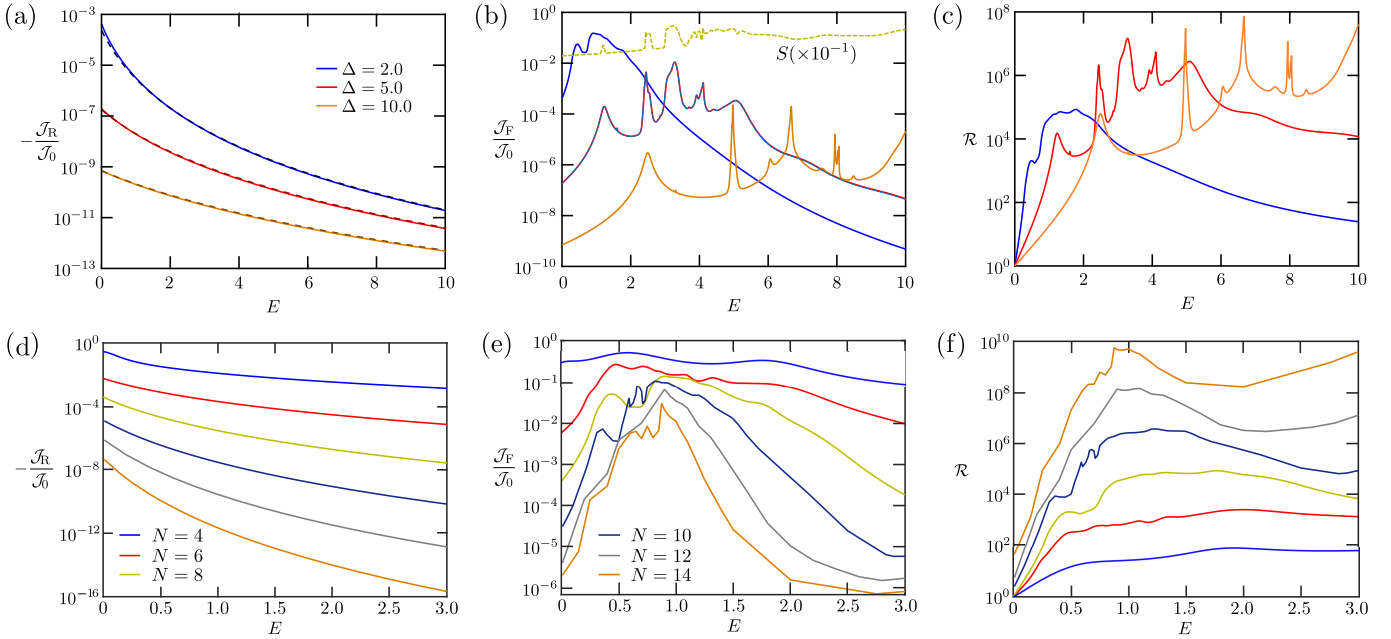 (a)
10^{-3}
10^{-5}
10^{-7}
10^{-9}
10^{-11}
10^{-13}
-\frac{\mathcal{J}_R}{\mathcal{J}_0}
Δ = 2.0
Δ = 5.0
Δ = 10.0
0 2 4 6 8 10
E
(b)
10^0
10^{-2}
10^{-4}
10^{-6}
10^{-8}
10^{-10}
\frac{\mathcal{J}_F}{\mathcal{J}_0}
S(×10^{-1})
0 2 4 6 8 10
E
(c)
10^8
10^6
10^4
10^2
10^0
\mathcal{R}
0 2 4 6 8 10
E
(d)
10^0
10^{-4}
10^{-8}
10^{-12}
10^{-16}
-\frac{\mathcal{J}_R}{\mathcal{J}_0}
N = 4
N = 6
N = 8
0 0.5 1.0 1.5 2.0 2.5 3.0
E
(e)
10^0
10^{-1}
10^{-2}
10^{-3}
10^{-4}
10^{-5}
10^{-6}
\frac{\mathcal{J}_F}{\mathcal{J}_0}
N = 10
N = 12
N = 14
0 0.5 1.0 1.5 2.0 2.5 3.0
E
(f)
10^{10}
10^8
10^6
10^4
10^2
10^0
\mathcal{R}
0 0.5 1.0 1.5 2.0 2.5 3.0
E